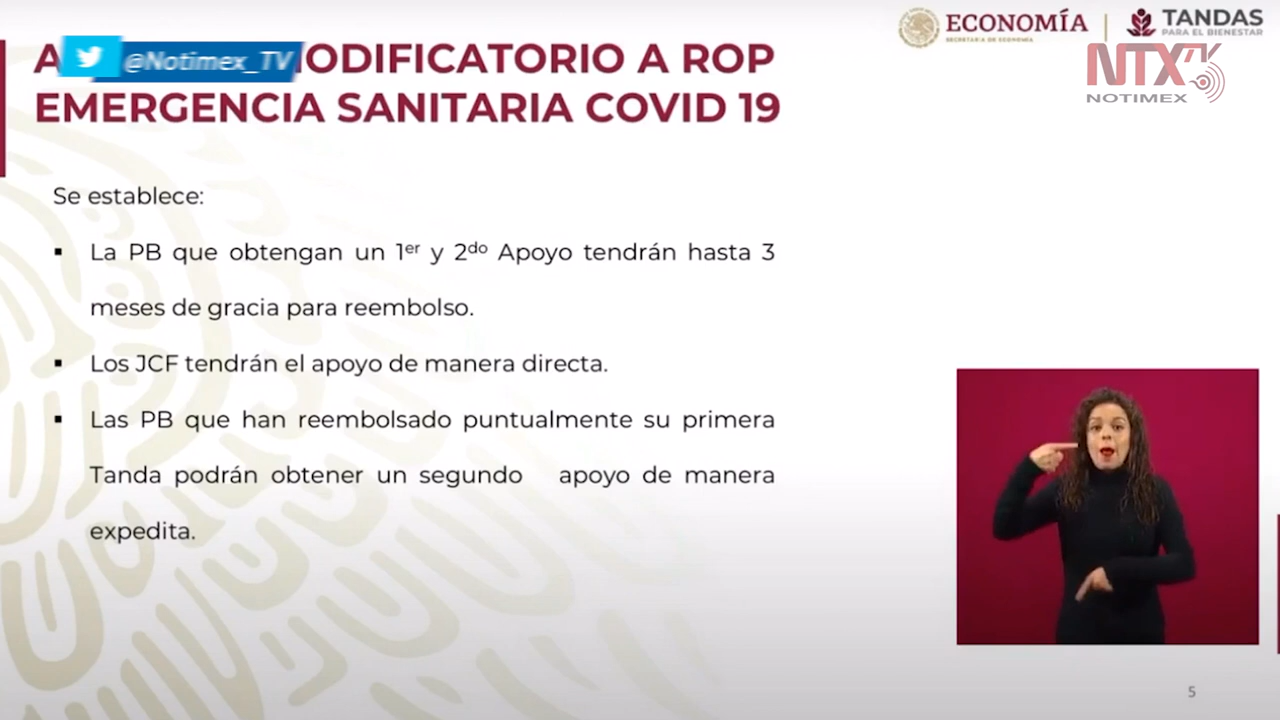 ECONOMÍA
SECRETARÍA DE ECONOMÍA
TANDAS
PARA EL BIENESTAR
@Notimex_TV
NTX
NOTIMEX
ODIFICATORIO A ROP
EMERGENCIA SANITARIA COVID 19
Se establece:
▪ La PB que obtengan un 1er y 2do Apoyo tendrán hasta 3
meses de gracia para reembolso.
▪ Los JCF tendrán el apoyo de manera directa.
▪ Las PB que han reembolsado puntualmente su primera
Tanda podrán obtener un segundo apoyo de manera
expedita.
5